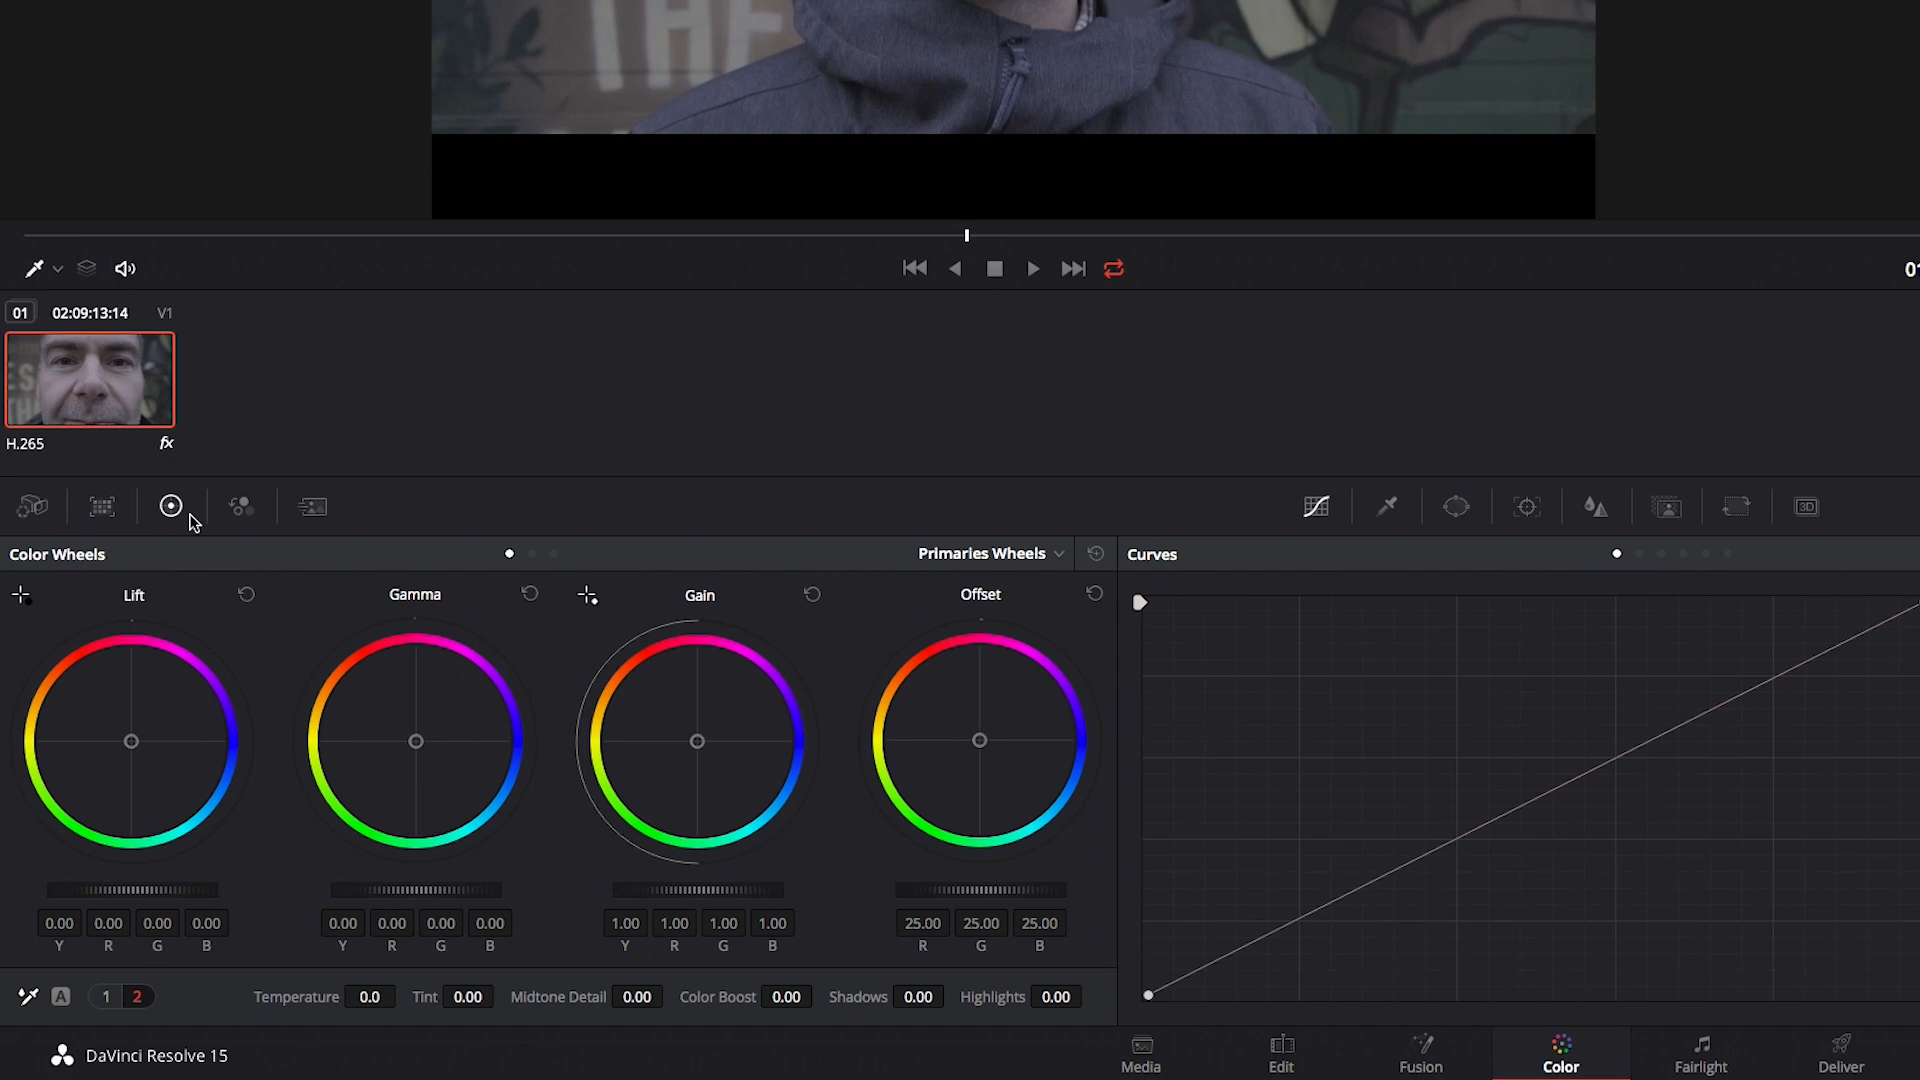 THE
01
01 02:09:13:14 V1
H.265 fx
3D
Color Wheels Primaries Wheels Curves
Lift Gamma Gain Offset
0.00 0.00 0.00 0.00 0.00 0.00 0.00 0.00 1.00 1.00 1.00 1.00 25.00 25.00 25.00
Y R G B Y R G B Y R G B R G B
A 1 2 Temperature 0.0 Tint 0.00 Midtone Detail 0.00 Color Boost 0.00 Shadows 0.00 Highlights 0.00
DaVinci Resolve 15 Media Edit Fusion Color Fairlight Deliver